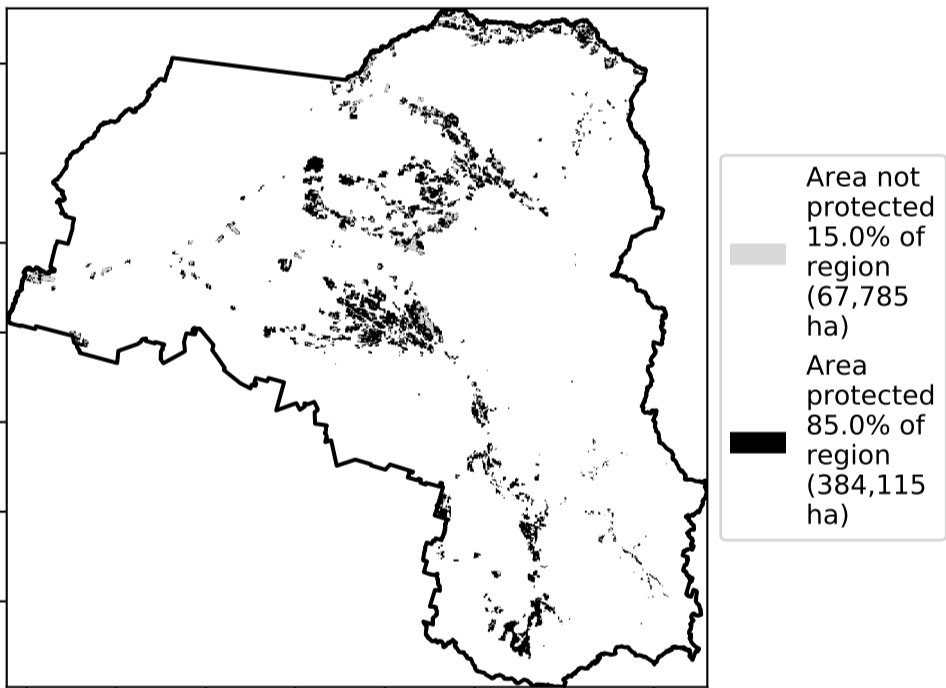 Area not
protected
15.0% of
region
(67,785
ha)
Area
protected
85.0% of
region
(384,115
ha)